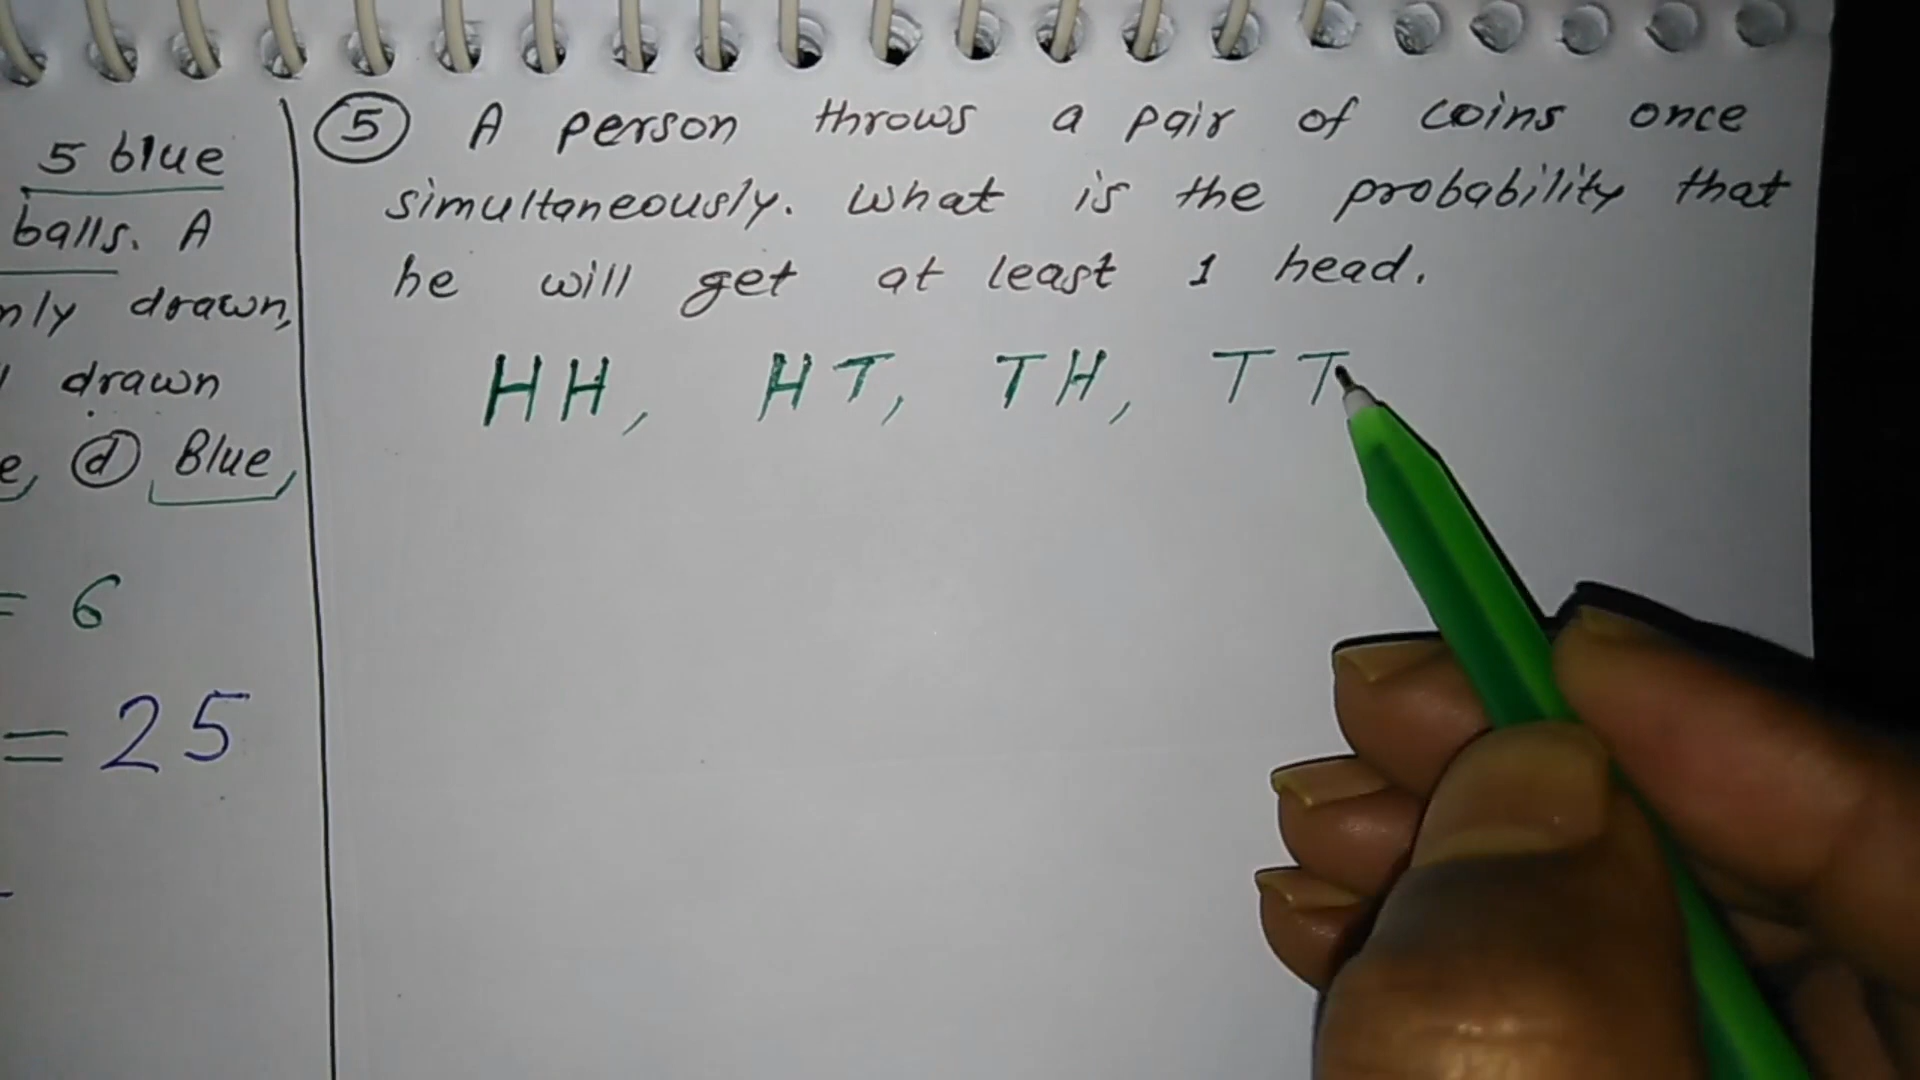 5 blue
balls. A
drawn,
drawn
ⓓ Blue,
= 6
= 25
⑤ A person throws a pair of coins once
simultaneously. What is the probability that
he will get at least 1 head.
HH, HT, TH, TT